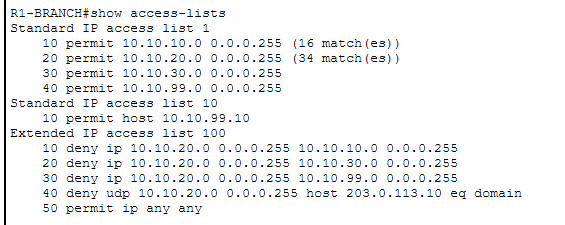 R1-BRANCH#show access-lists
Standard IP access list 1
    10 permit 10.10.10.0 0.0.0.255 (16 match(es))
    20 permit 10.10.20.0 0.0.0.255 (34 match(es))
    30 permit 10.10.30.0 0.0.0.255
    40 permit 10.10.99.0 0.0.0.255
Standard IP access list 10
    10 permit host 10.10.99.10
Extended IP access list 100
    10 deny ip 10.10.20.0 0.0.0.255 10.10.10.0 0.0.0.255
    20 deny ip 10.10.20.0 0.0.0.255 10.10.30.0 0.0.0.255
    30 deny ip 10.10.20.0 0.0.0.255 10.10.99.0 0.0.0.255
    40 deny udp 10.10.20.0 0.0.0.255 host 203.0.113.10 eq domain
    50 permit ip any any